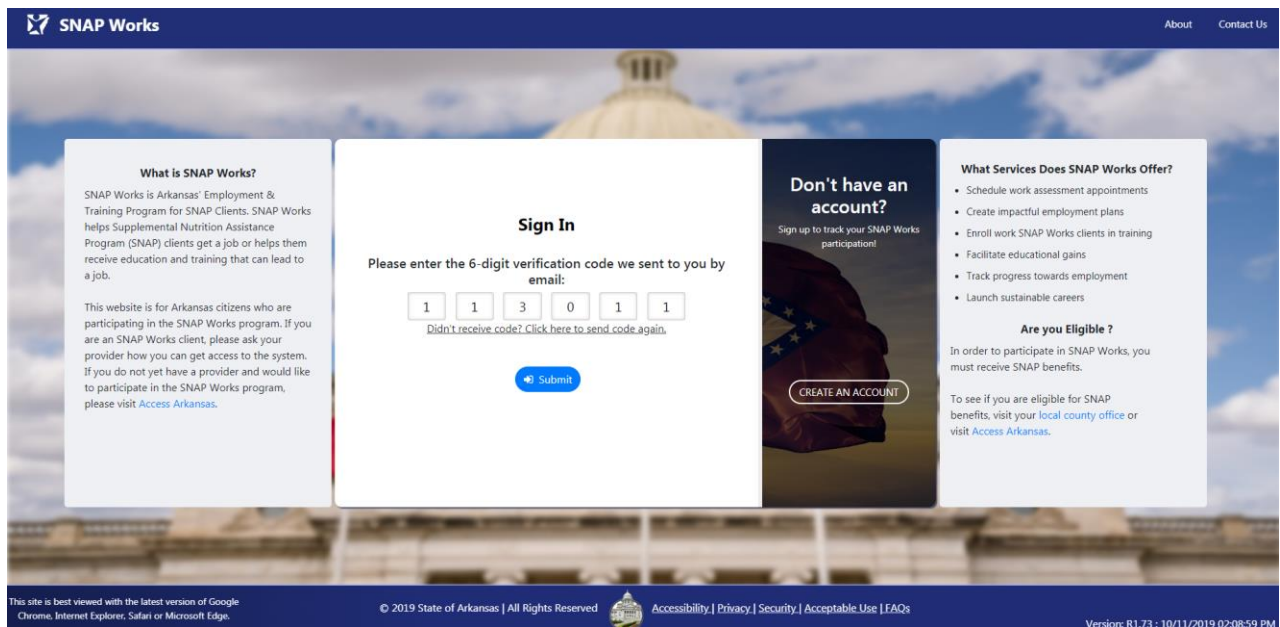 SNAP Works
About
Contact Us
What is SNAP Works?
SNAP Works is Arkansas' Employment &
Training Program for SNAP Clients. SNAP Works
helps Supplemental Nutrition Assistance
Program (SNAP) clients get a job or helps them
receive education and training that can lead to
a job.
This website is for Arkansas citizens who are
participating in the SNAP Works program. If you
are an SNAP Works client, please ask your
provider how you can get access to the system.
If you do not yet have a provider and would like
to participate in the SNAP Works program,
please visit Access Arkansas.
Sign In
Please enter the 6-digit verification code we sent to you by
email:
1 1 3 0 1 1
Didn't receive code? Click here to send code again.
Submit
Don't have an
account?
Sign up to track your SNAP Works
participation!
CREATE AN ACCOUNT
What Services Does SNAP Works Offer?
• Schedule work assessment appointments
• Create impactful employment plans
• Enroll work SNAP Works clients in training
• Facilitate educational gains
• Track progress towards employment
• Launch sustainable careers
Are you Eligible ?
In order to participate in SNAP Works, you
must receive SNAP benefits.
To see if you are eligible for SNAP
benefits, visit your local county office or
visit Access Arkansas.
This site is best viewed with the latest version of Google
Chrome, Internet Explorer, Safari or Microsoft Edge.
© 2019 State of Arkansas | All Rights Reserved
Accessibility | Privacy | Security | Acceptable Use | FAQs
Version: R1.73 : 10/11/2019 02:08:59 PM